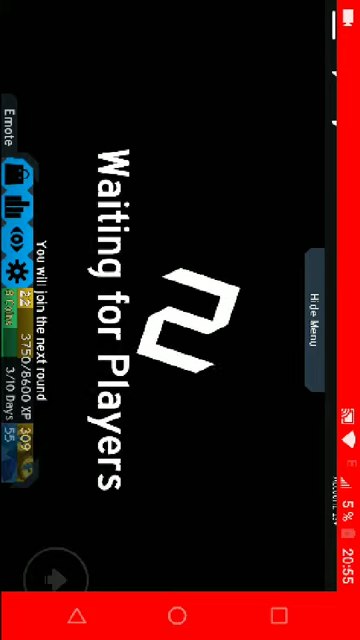 5 %
20:55
Hide Menu
Waiting for Players
You will join the next round
Emote
22
3750/8600 XP
309
3/10 Days
55